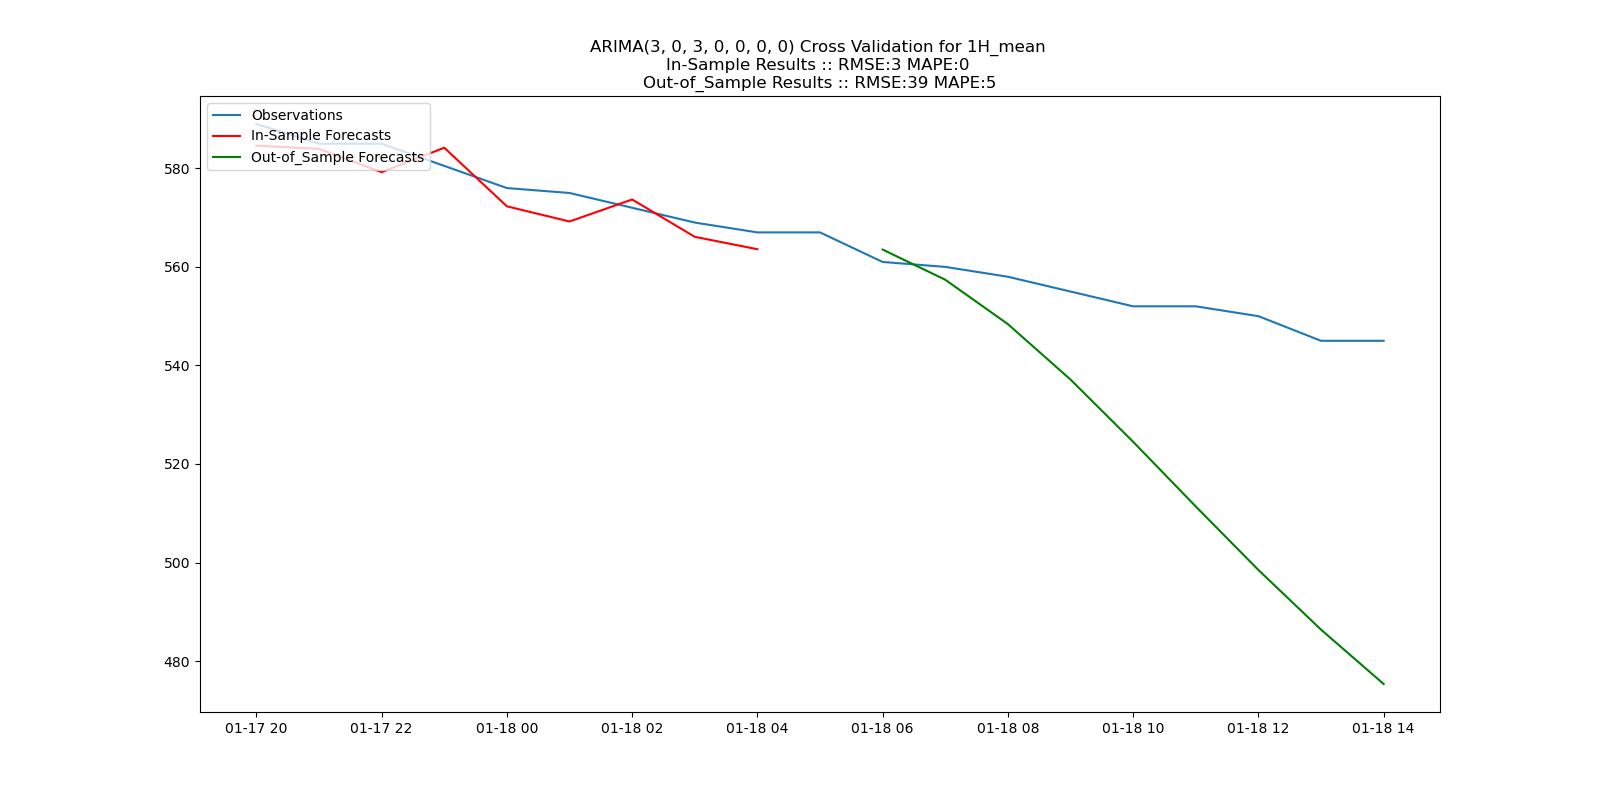 ARIMA(3, 0, 3, 0, 0, 0, 0) Cross Validation for 1H_mean
In-Sample Results :: RMSE:3 MAPE:0
Out-of_Sample Results :: RMSE:39 MAPE:5
Observations
In-Sample Forecasts
Out-of_Sample Forecasts
580
560
540
520
500
480
01-17 20 01-17 22 01-18 00 01-18 02 01-18 04 01-18 06 01-18 08 01-18 10 01-18 12 01-18 14